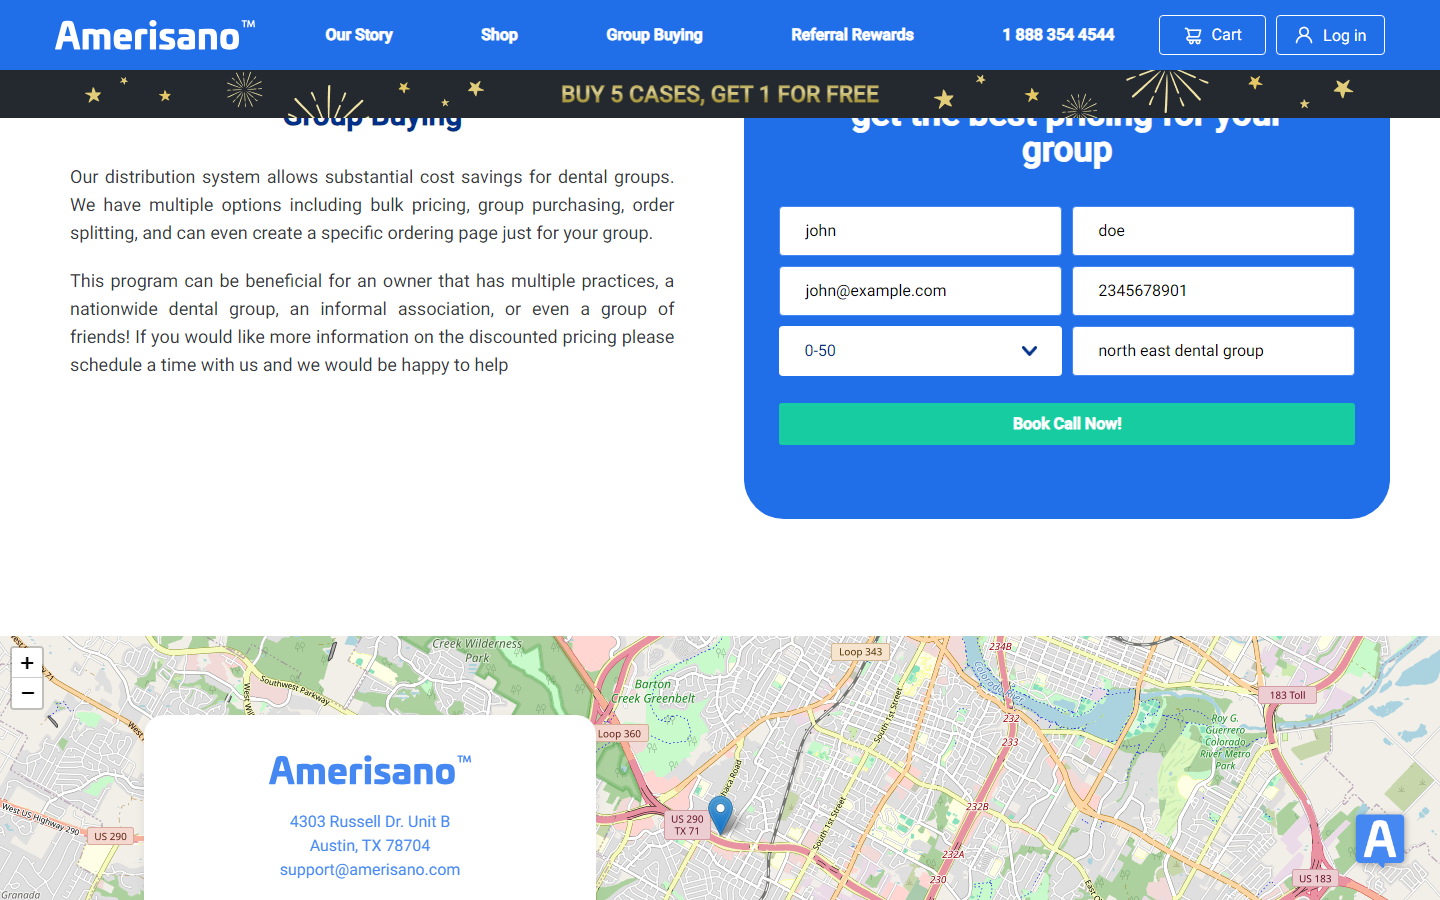 Amerisano™
Our Story
Shop
Group Buying
Referral Rewards
1 888 354 4544
Cart
Log in
BUY 5 CASES, GET 1 FOR FREE
Group Buying
Our distribution system allows substantial cost savings for dental groups.
We have multiple options including bulk pricing, group purchasing, order
splitting, and can even create a specific ordering page just for your group.
This program can be beneficial for an owner that has multiple practices, a
nationwide dental group, an informal association, or even a group of
friends! If you would like more information on the discounted pricing please
schedule a time with us and we would be happy to help
get the best pricing for your
group
john
doe
john@example.com
2345678901
0-50
north east dental group
Book Call Now!
+
−
Creek Wilderness
Park
Southwest Parkway
Barton
Creek Greenbelt
Loop 360
Loop 343
South 1st Street
South 1st Street
US 290
TX 71
234B
232
233
232B
232A
230
183 Toll
Roy G.
Guerrero
Colorado
River Metro
Park
US 183
West US Highway 290
US 290
Granada
Amerisano™
4303 Russell Dr. Unit B
Austin, TX 78704
support@amerisano.com
A